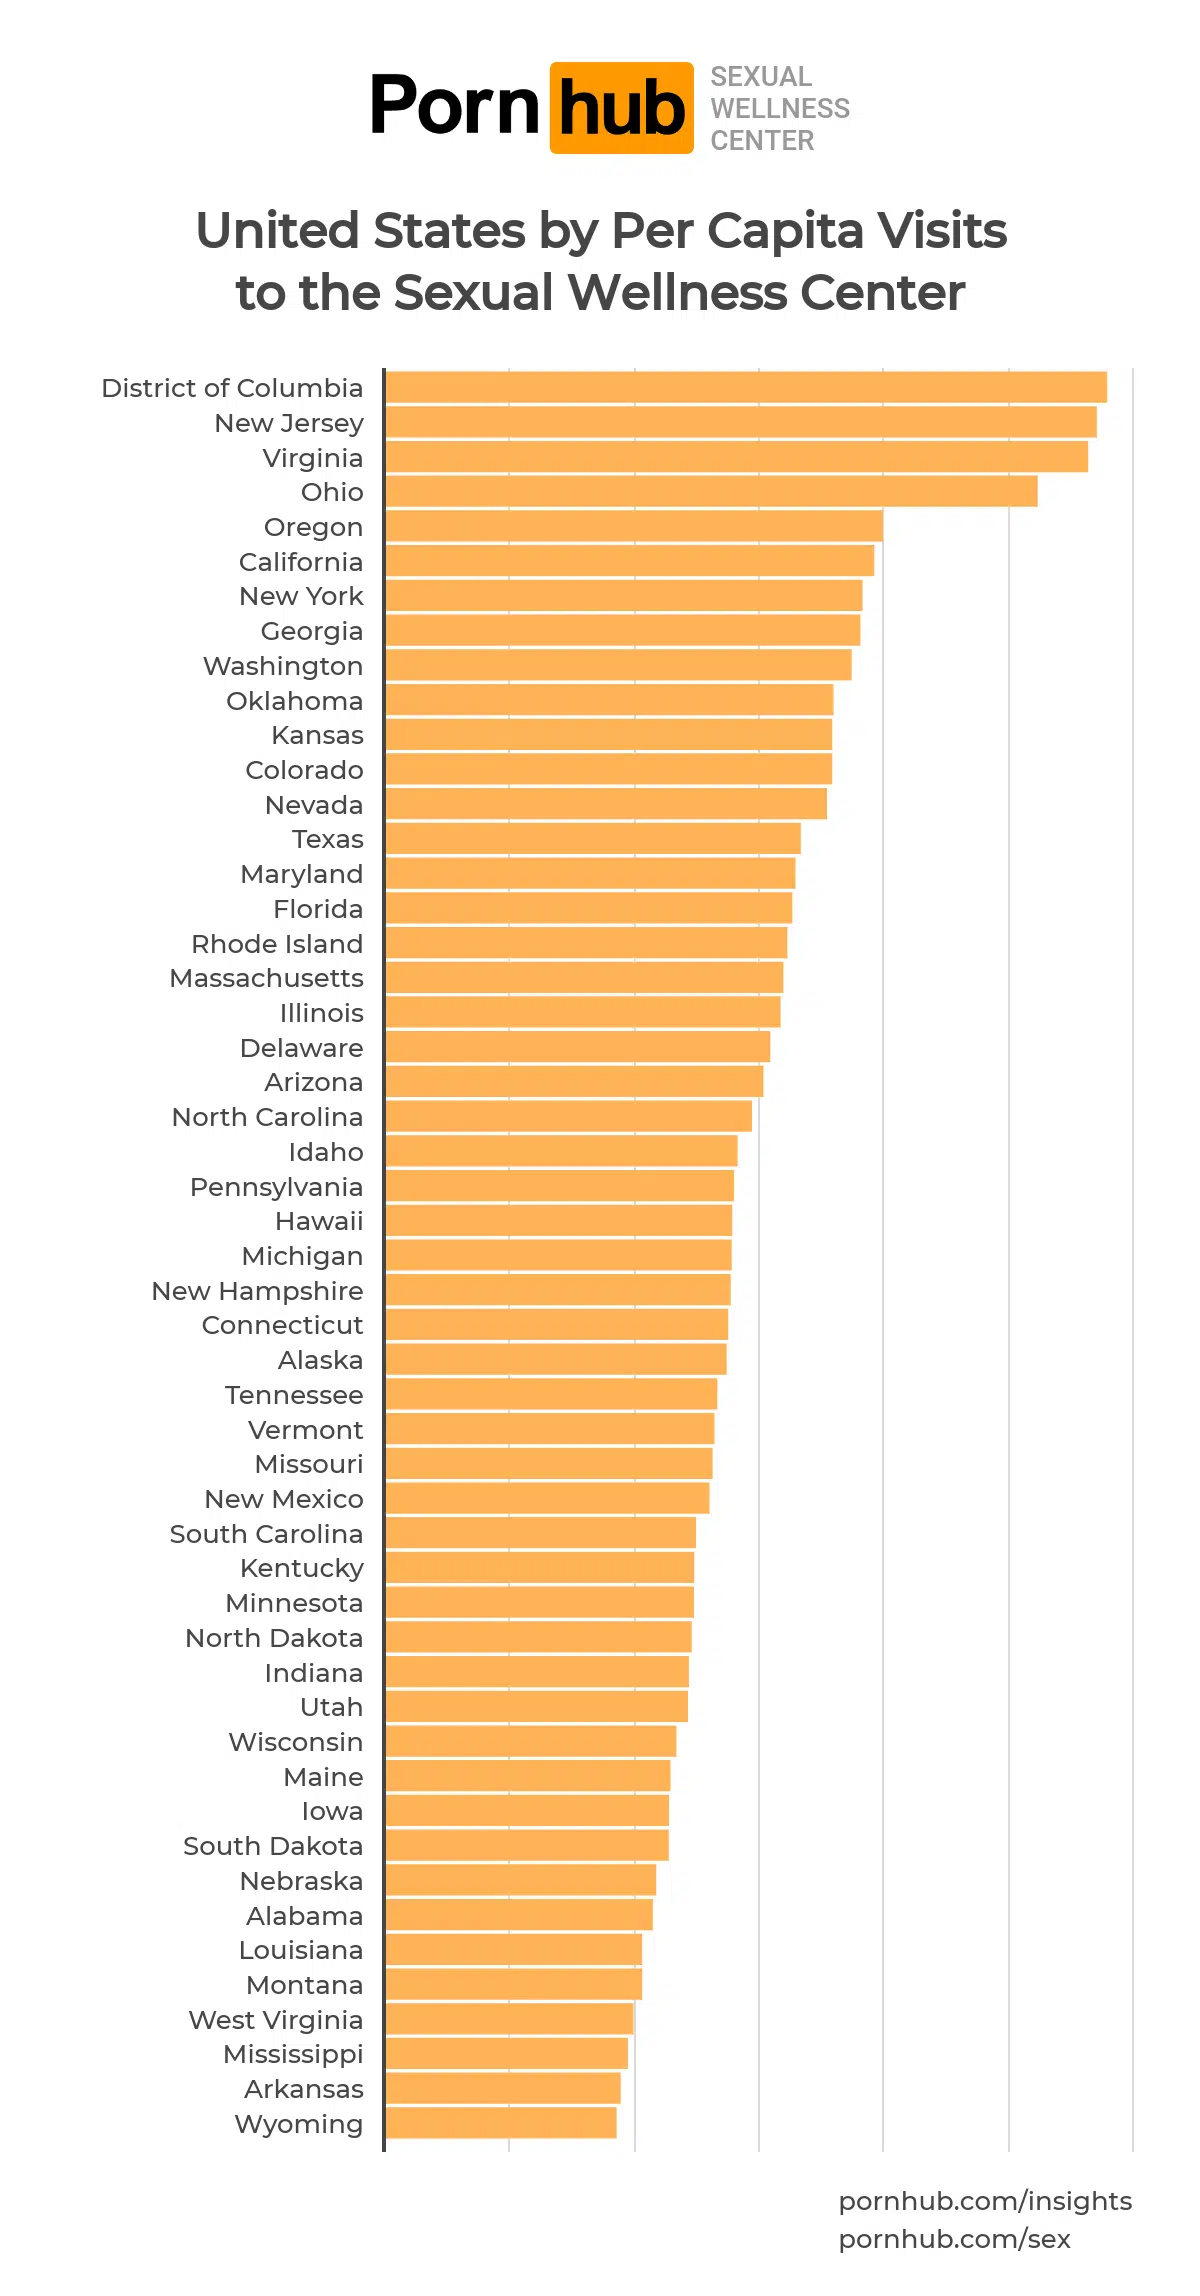 Pornhub
SEXUAL
WELLNESS
CENTER
United States by Per Capita Visits
to the Sexual Wellness Center
District of Columbia
New Jersey
Virginia
Ohio
Oregon
California
New York
Georgia
Washington
Oklahoma
Kansas
Colorado
Nevada
Texas
Maryland
Florida
Rhode Island
Massachusetts
Illinois
Delaware
Arizona
North Carolina
Idaho
Pennsylvania
Hawaii
Michigan
New Hampshire
Connecticut
Alaska
Tennessee
Vermont
Missouri
New Mexico
South Carolina
Kentucky
Minnesota
North Dakota
Indiana
Utah
Wisconsin
Maine
Iowa
South Dakota
Nebraska
Alabama
Louisiana
Montana
West Virginia
Mississippi
Arkansas
Wyoming
pornhub.com/insights
pornhub.com/sex